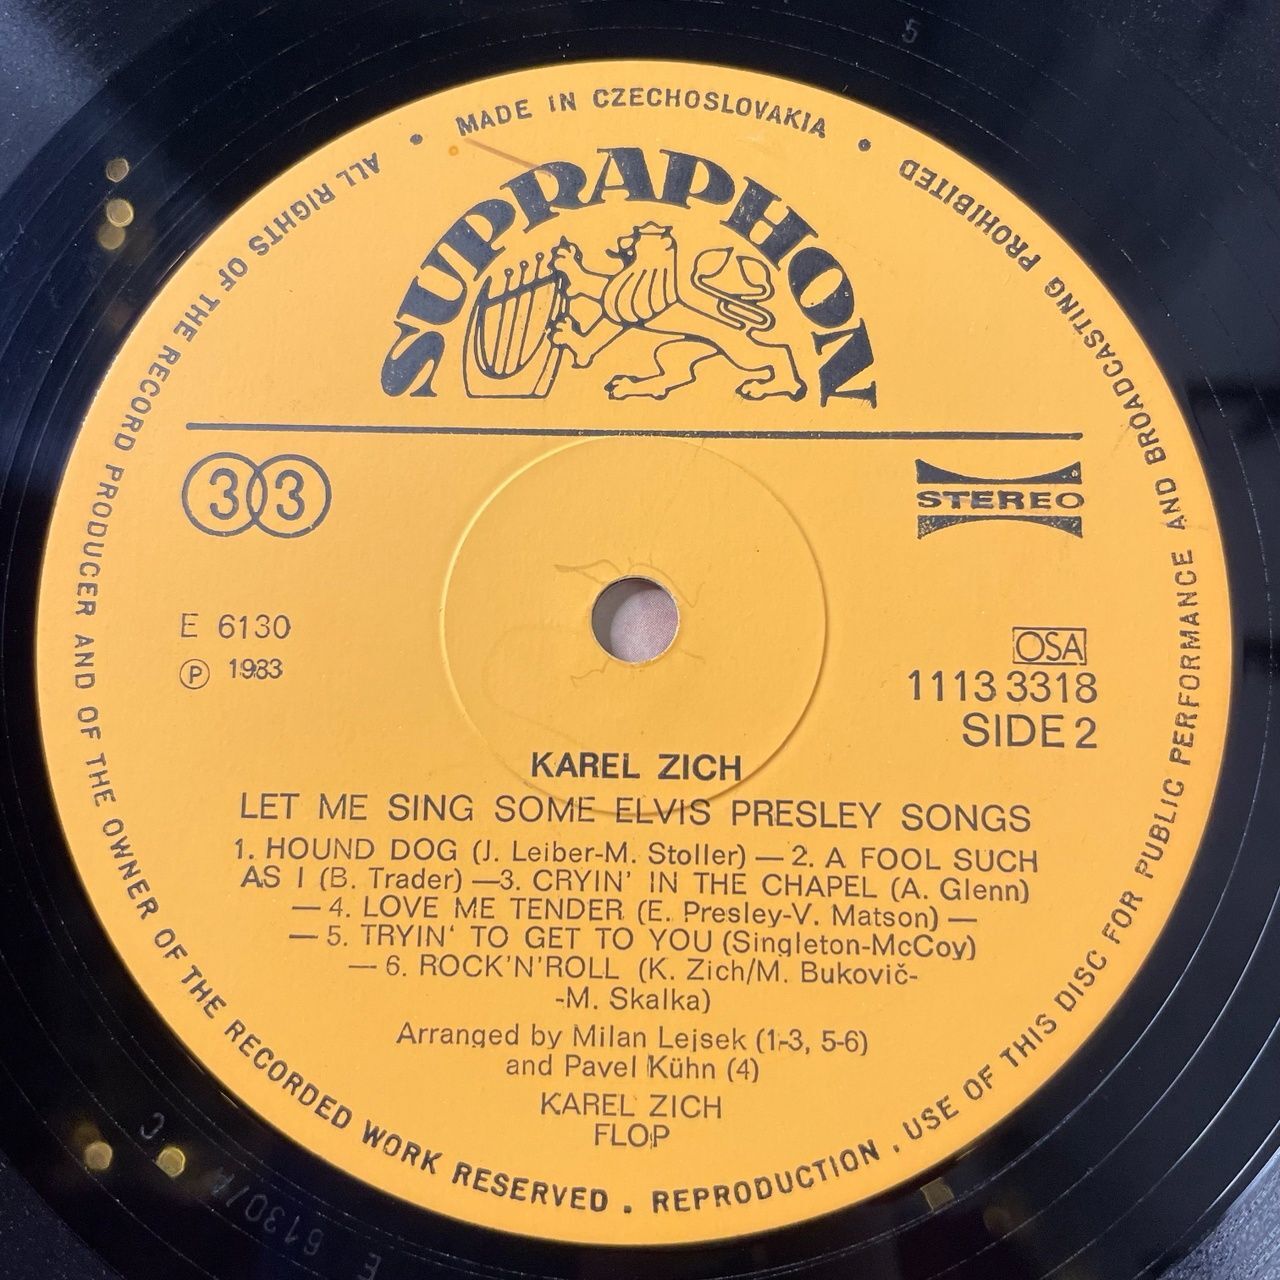 MADE IN CZECHOSLOVAKIA
ALL RIGHTS OF THE RECORD PRODUCER AND OF THE OWNER OF THE RECORDED WORK RESERVED . REPRODUCTION . USE OF THIS DISC FOR PUBLIC PERFORMANCE AND BROADCASTING PROHIBITED
SUPRAPHON
33
STEREO
E 6130
℗ 1983
OSA
1113 3318
SIDE 2
KAREL ZICH
LET ME SING SOME ELVIS PRESLEY SONGS
1. HOUND DOG (J. Leiber-M. Stoller) — 2. A FOOL SUCH
AS I (B. Trader) —3. CRYIN' IN THE CHAPEL (A. Glenn)
— 4. LOVE ME TENDER (E. Presley-V. Matson) —
— 5. TRYIN' TO GET TO YOU (Singleton-McCoy)
— 6. ROCK'N'ROLL (K. Zich/M. Bukovič-
-M. Skalka)
Arranged by Milan Lejsek (1-3, 5-6)
and Pavel Kühn (4)
KAREL ZICH
FLOP
5
C